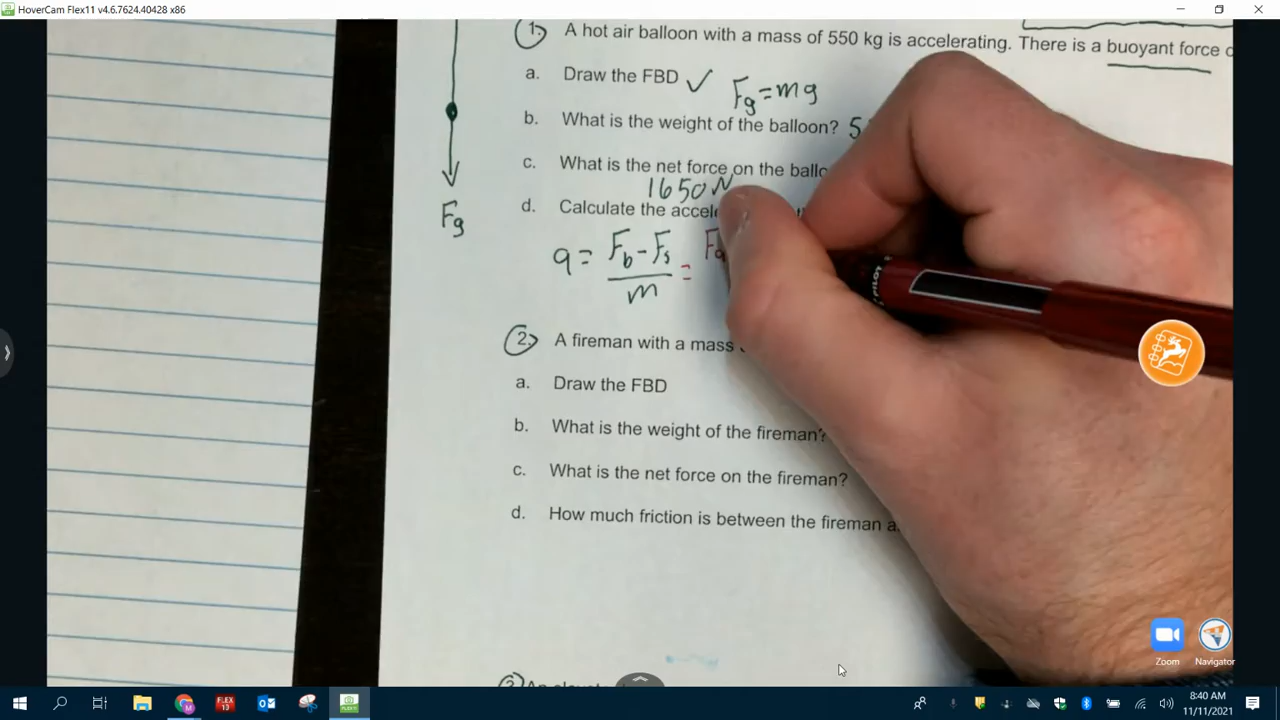 HoverCam Flex11 v4.6.7624.40428 x86
1. A hot air balloon with a mass of 550 kg is accelerating. There is a buoyant force
a. Draw the FBD ✓ Fg=mg
b. What is the weight of the balloon? 5
c. What is the net force on the
1650 N
d. Calculate the
Fg
a = Fb - Fs =
m
2. A fireman with a mass
a. Draw the FBD
b. What is the weight of the fireman?
c. What is the net force on the fireman?
d. How much friction is between the fireman
3
Zoom
Navigator
FLEX
8:40 AM
11/11/2021